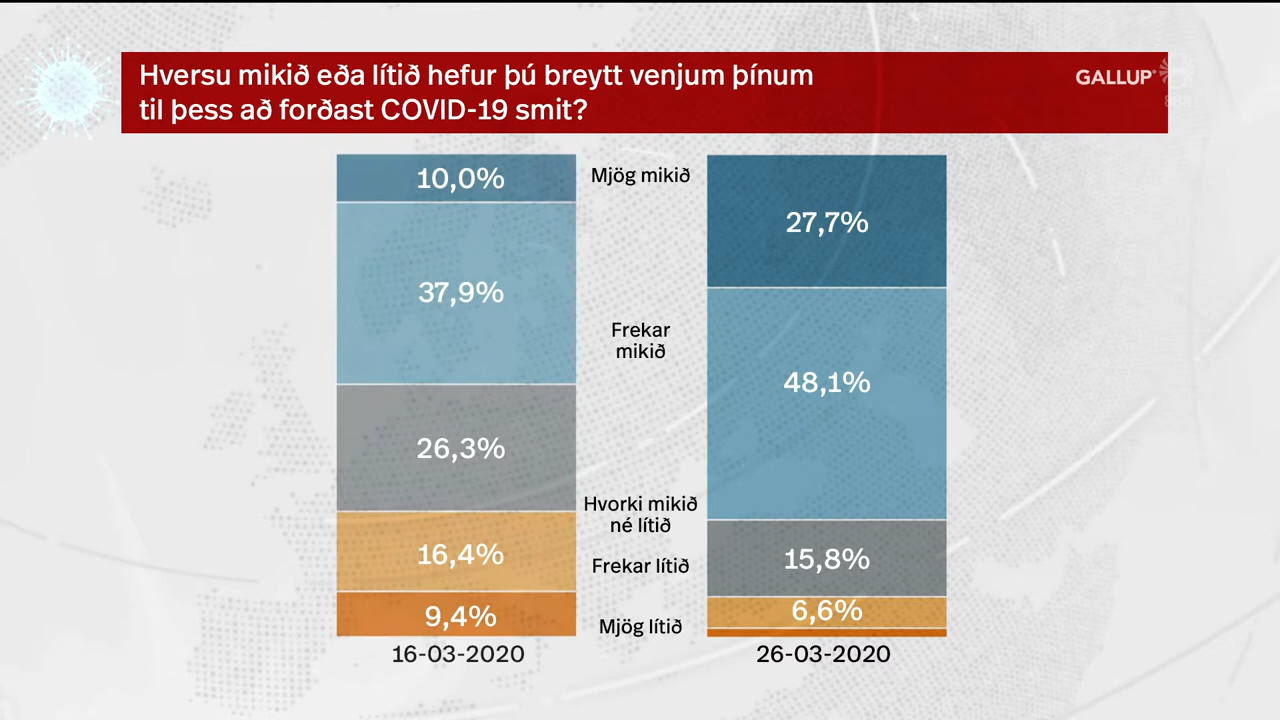 Hversu mikið eða lítið hefur þú breytt venjum þínum
til þess að forðast COVID-19 smit?
GALLUP
888
10,0%
37,9%
26,3%
16,4%
9,4%
16-03-2020
Mjög mikið
Frekar
mikið
Hvorki mikið
né lítið
Frekar lítið
Mjög lítið
27,7%
48,1%
15,8%
6,6%
26-03-2020